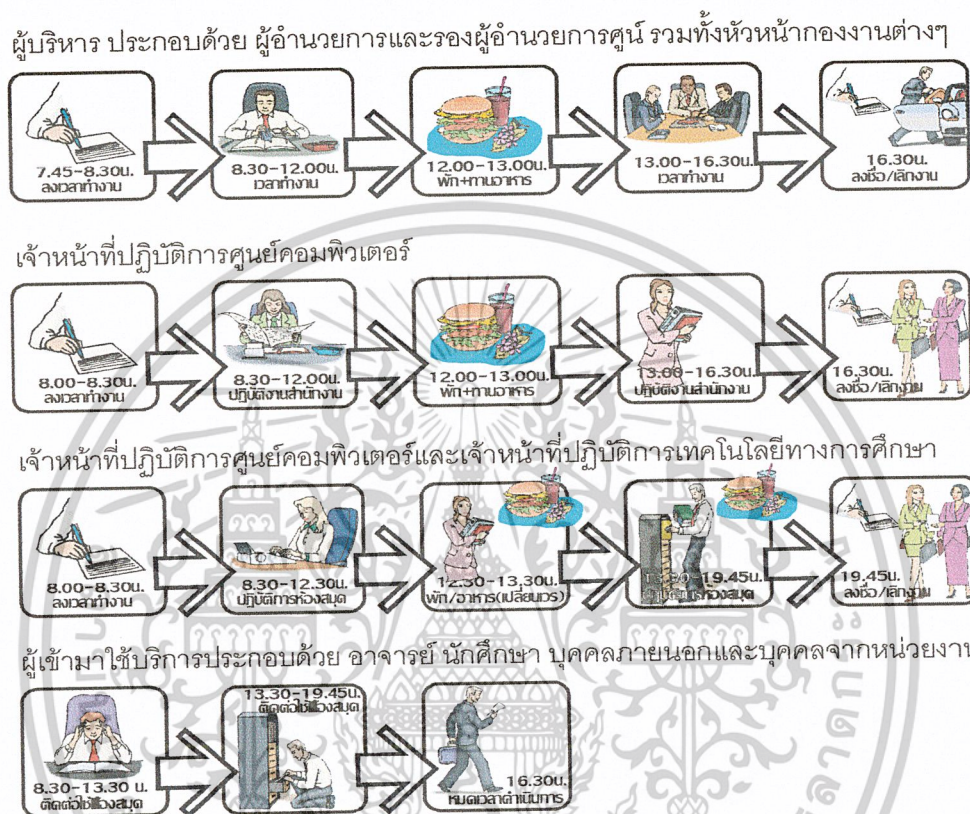 ผู้บริหาร ประกอบด้วย ผู้อำนวยการและรองผู้อำนวยการศูน์ รวมทั้งหัวหน้ากองงานต่างๆ
7.45-8.30น.
ลงเวลาทำงาน
8.30-12.00น.
เวลาทำงาน
12.00-13.00น.
พัก+ทานอาหาร
13.00-16.30น.
เวลาทำงาน
16.30น.
ลงชื่อ/เลิกงาน
เจ้าหน้าที่ปฏิบัติการศูนย์คอมพิวเตอร์
8.00-8.30น.
ลงเวลาทำงาน
8.30-12.00น.
ปฏิบัติงานสำนักงาน
12.00-13.00น.
พัก+ทานอาหาร
13.00-16.30น.
ปฏิบัติงานสำนักงาน
16.30น.
ลงชื่อ/เลิกงาน
เจ้าหน้าที่ปฏิบัติการศูนย์คอมพิวเตอร์และเจ้าหน้าที่ปฏิบัติการเทคโนโลยีทางการศึกษา
8.00-8.30น.
ลงเวลาทำงาน
8.30-12.30น.
ปฏิบัติการห้องสมุด
12.30-13.30น.
พัก/อาหาร(เปลี่ยนเวร)
19.45น.
ห้องสมุด
19.45น.
ลงชื่อ/เลิกงาน
ผู้เข้ามาใช้บริการประกอบด้วย อาจารย์ นักศึกษา บุคคลภายนอกและบุคคลจากหน่วยงาน
8.30-13.30 น.
ติดต่อใช้ห้องสมุด
13.30-19.45น.
ติดต่อใช้ห้องสมุด
16.30น.
หมดเวลาดำเนินการ